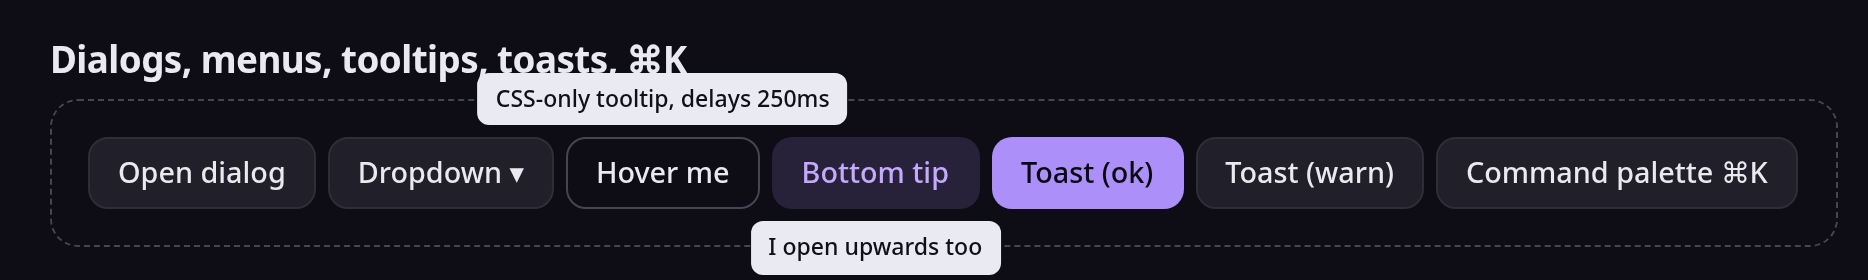 Dialogs, menus, tooltips, toasts, ⌘K
CSS-only tooltip, delays 250ms
Open dialog
Dropdown ▾
Hover me
Bottom tip
Toast (ok)
Toast (warn)
Command palette ⌘K
I open upwards too